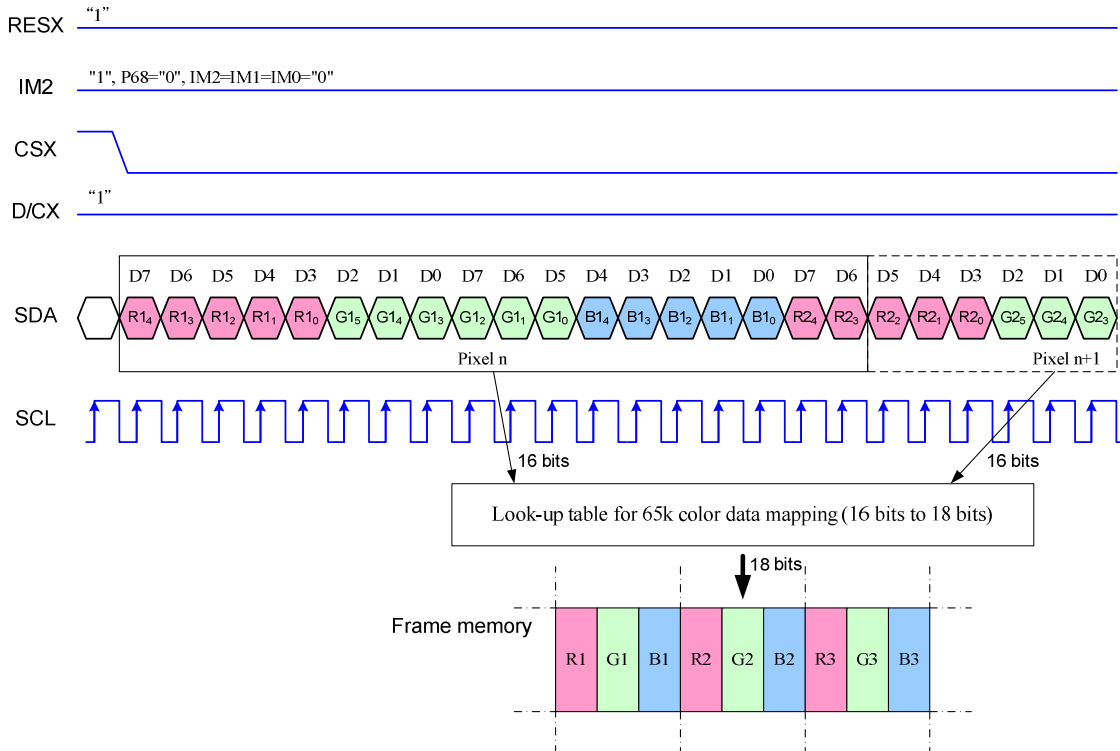 RESX “1”
IM2 "1", P68="0", IM2=IM1=IM0="0"
CSX
D/CX “1”
D7 D6 D5 D4 D3 D2 D1 D0 D7 D6 D5 D4 D3 D2 D1 D0 D7 D6 D5 D4 D3 D2 D1 D0
SDA R1₄ R1₃ R1₂ R1₁ R1₀ G1₅ G1₄ G1₃ G1₂ G1₁ G1₀ B1₄ B1₃ B1₂ B1₁ B1₀ R2₄ R2₃ R2₂ R2₁ R2₀ G2₅ G2₄ G2₃
Pixel n Pixel n+1
SCL
16 bits 16 bits
Look-up table for 65k color data mapping (16 bits to 18 bits)
18 bits
Frame memory
R1 G1 B1 R2 G2 B2 R3 G3 B3